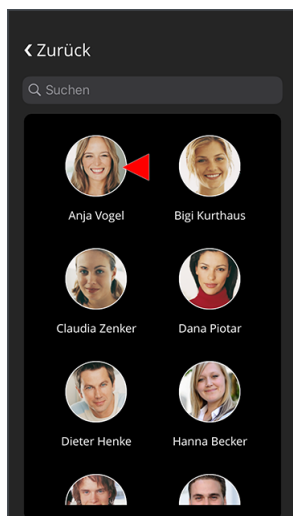 Zurück
Suchen
Anja Vogel
Bigi Kurthaus
Claudia Zenker
Dana Piotar
Dieter Henke
Hanna Becker